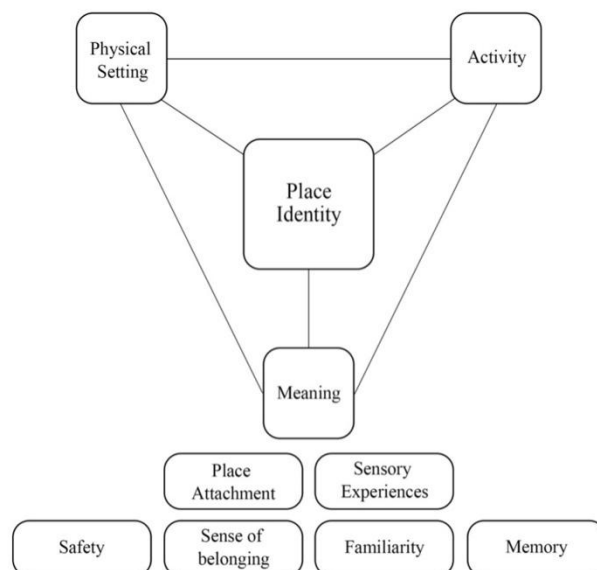 Physical
Setting
Activity
Place
Identity
Meaning
Place
Attachment
Sensory
Experiences
Safety
Sense of
belonging
Familiarity
Memory